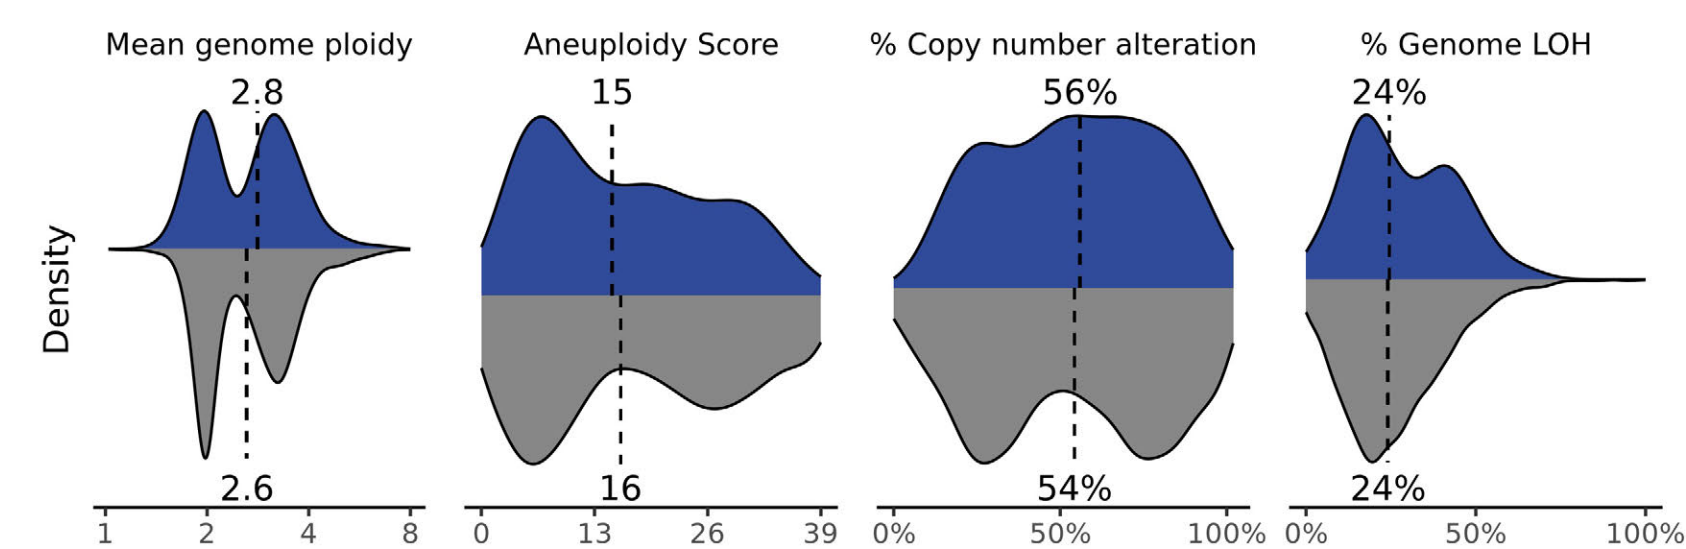 Mean genome ploidy
Aneuploidy Score
% Copy number alteration
% Genome LOH
2.8
15
56%
24%
Density
2.6
16
54%
24%
1 2 4 8
0 13 26 39
0% 50% 100%
0% 50% 100%